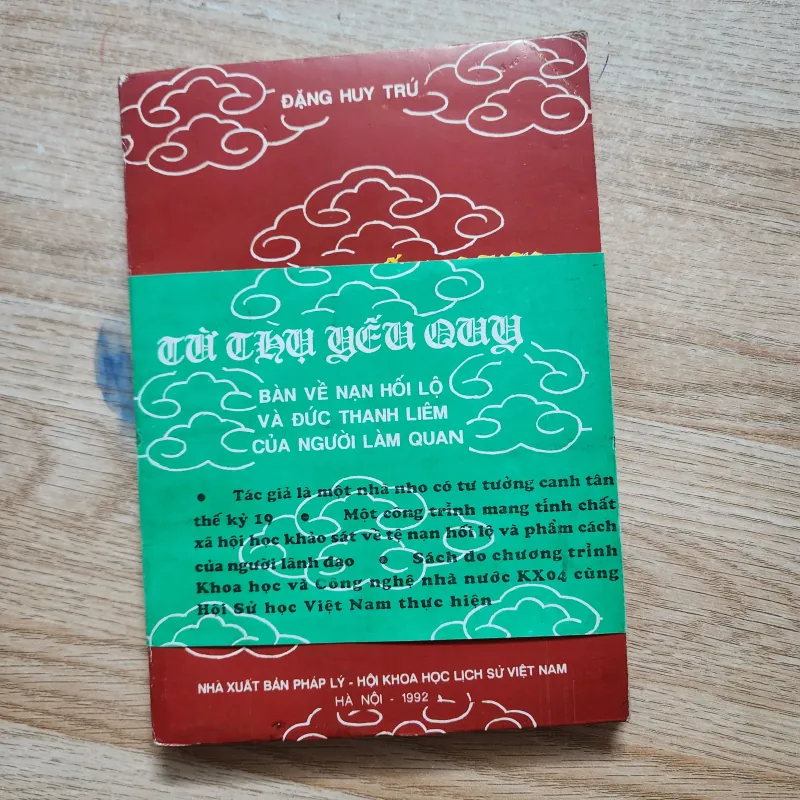 ĐẶNG HUY TRỨ
TỪ THỤ YẾU QUY
BÀN VỀ NẠN HỐI LỘ
VÀ ĐỨC THANH LIÊM
CỦA NGƯỜI LÀM QUAN
• Tác giả là một nhà nho có tư tưởng canh tân
thế kỷ 19 • Một công trình mang tính chất
xã hội học khảo sát về tệ nạn hối lộ và phẩm cách
của người lãnh đạo • Sách do chương trình
Khoa học và Công nghệ nhà nước KX04 cùng
Hội Sử học Việt Nam thực hiện
NHÀ XUẤT BẢN PHÁP LÝ - HỘI KHOA HỌC LỊCH SỬ VIỆT NAM
HÀ NỘI - 1992